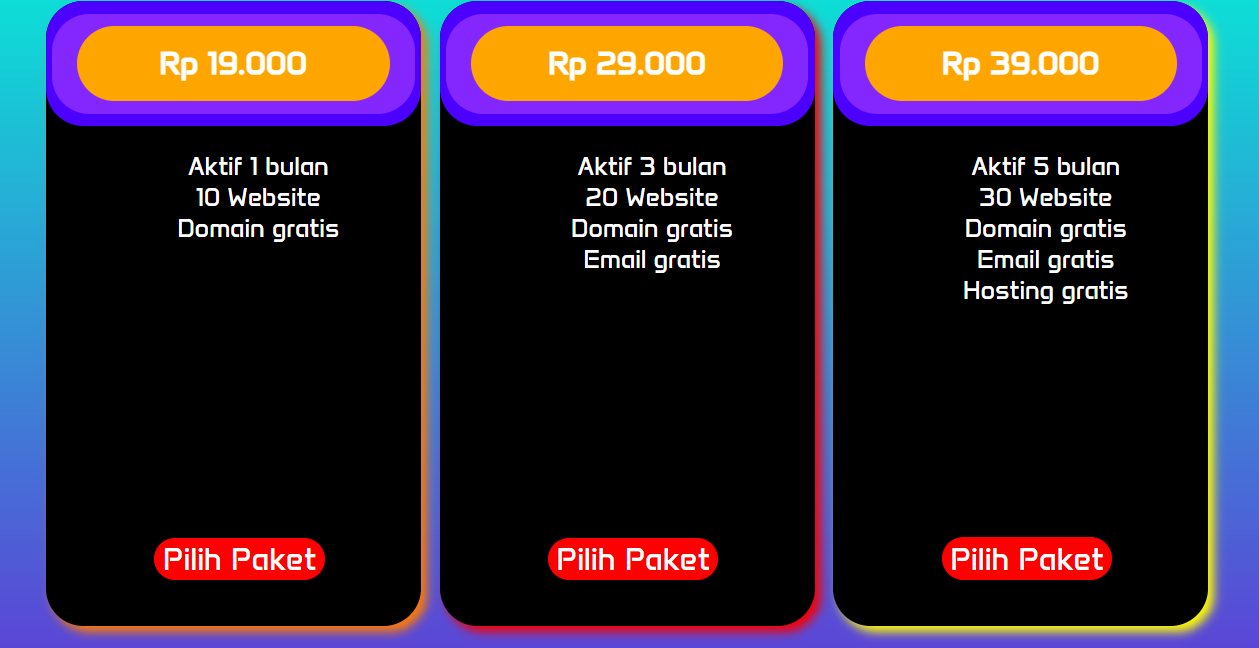 Rp 19.000
Aktif 1 bulan
10 Website
Domain gratis
Pilih Paket
Rp 29.000
Aktif 3 bulan
20 Website
Domain gratis
Email gratis
Pilih Paket
Rp 39.000
Aktif 5 bulan
30 Website
Domain gratis
Email gratis
Hosting gratis
Pilih Paket